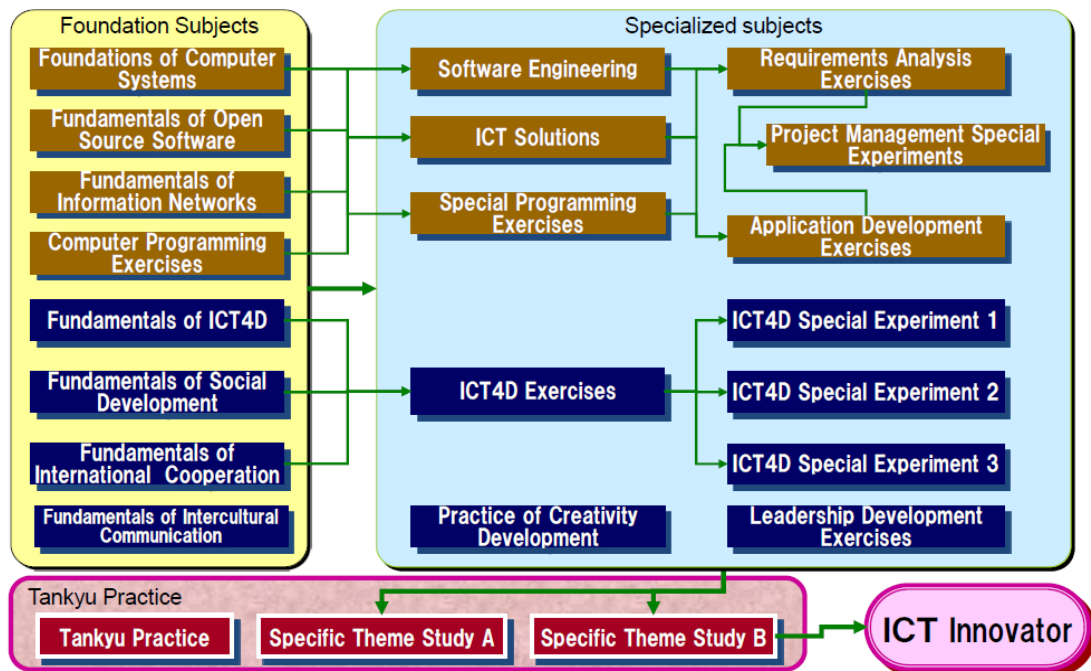 Foundation Subjects
Foundations of Computer
Systems
Fundamentals of Open
Source Software
Fundamentals of
Information Networks
Computer Programming
Exercises
Fundamentals of ICT4D
Fundamentals of Social
Development
Fundamentals of
International Cooperation
Fundamentals of Intercultural
Communication
Specialized subjects
Software Engineering
ICT Solutions
Special Programming
Exercises
ICT4D Exercises
Practice of Creativity
Development
Requirements Analysis
Exercises
Project Management Special
Experiments
Application Development
Exercises
ICT4D Special Experiment 1
ICT4D Special Experiment 2
ICT4D Special Experiment 3
Leadership Development
Exercises
Tankyu Practice
Tankyu Practice
Specific Theme Study A
Specific Theme Study B
ICT Innovator